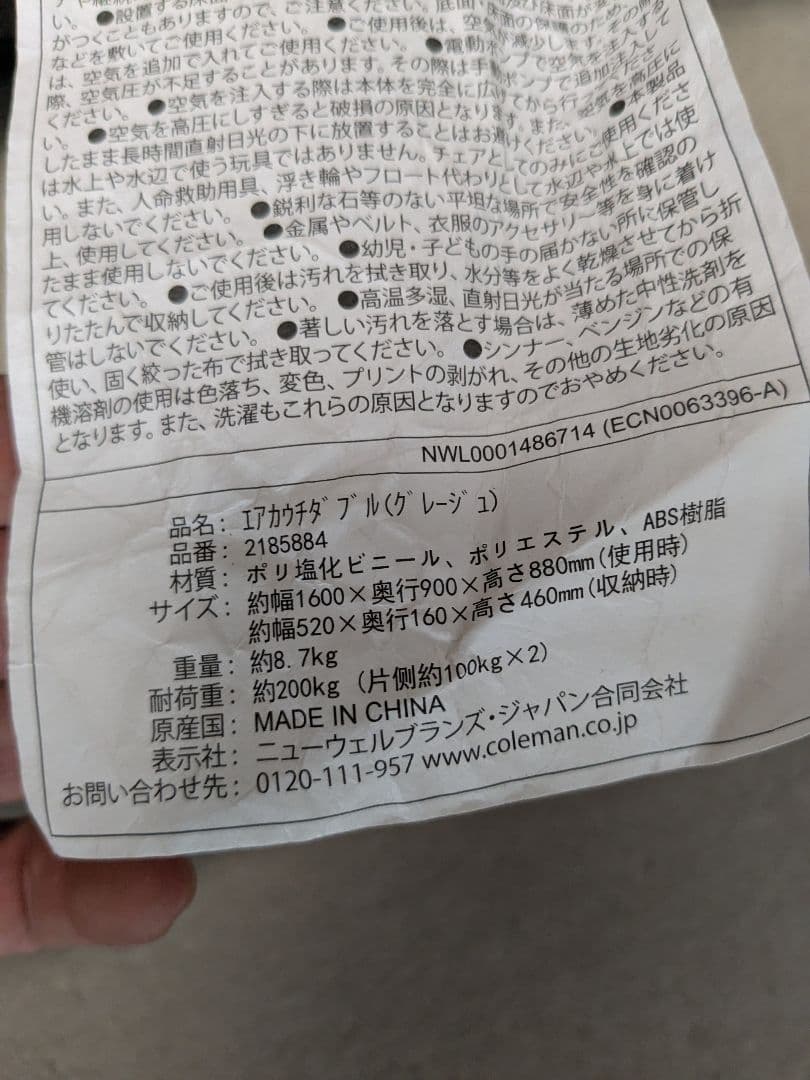 い。●設置する床面
がつくこともありますので、ご注意ください。底面・床面の保護のため、
などを敷いてご使用ください。●ご使用後は、空気が減少します。その際
は、空気を追加で入れてご使用ください。●電動ポンプで空気を注入する
際、空気圧が不足することがあります。その際は手動ポンプで追加注入して
ください。●空気を注入する際は本体を完全に広げてから行ってください
い。●空気を高圧にしすぎると破損の原因となります。また、空気を高圧に
したまま長時間直射日光の下に放置することはお避けください。●本製品
は水上や水辺で使う玩具ではありません。チェアとしてのみにご使用くださ
い。また、人命救助用具、浮き輪やフロート代わりとして水辺や水上では使
用しないでください。●鋭利な石等のない平坦な場所で安全性を確認の
上、使用してください。●金属やベルト、衣服のアクセサリー等を身に着け
たまま使用しないでください。●幼児・子どもの手の届かない所に保管し
てください。●ご使用後は汚れを拭き取り、水分等をよく乾燥させてから折
りたたんで収納してください。●高温多湿、直射日光が当たる場所での保
管はしないでください。●著しい汚れを落とす場合は、薄めた中性洗剤を
使い、固く絞った布で拭き取ってください。●シンナー、ベンジンなどの有
機溶剤の使用は色落ち、変色、プリントの剥がれ、その他の生地劣化の原因
となります。また、洗濯もこれらの原因となりますのでおやめください。
NWL0001486714 (ECN0063396-A)
品名：ｴｱｶｳﾁﾀﾞﾌﾞﾙ(ｸﾞﾚｰｼﾞｭ)
品番：2185884
材質：ポリ塩化ビニール、ポリエステル、ABS樹脂
サイズ：約幅1600×奥行900×高さ880mm(使用時)
約幅520×奥行160×高さ460mm(収納時)
重量：約8.7kg
耐荷重：約200kg (片側約100kg×2)
原産国：MADE IN CHINA
表示社：ニューウェルブランズ・ジャパン合同会社
お問い合わせ先：0120-111-957 www.coleman.co.jp